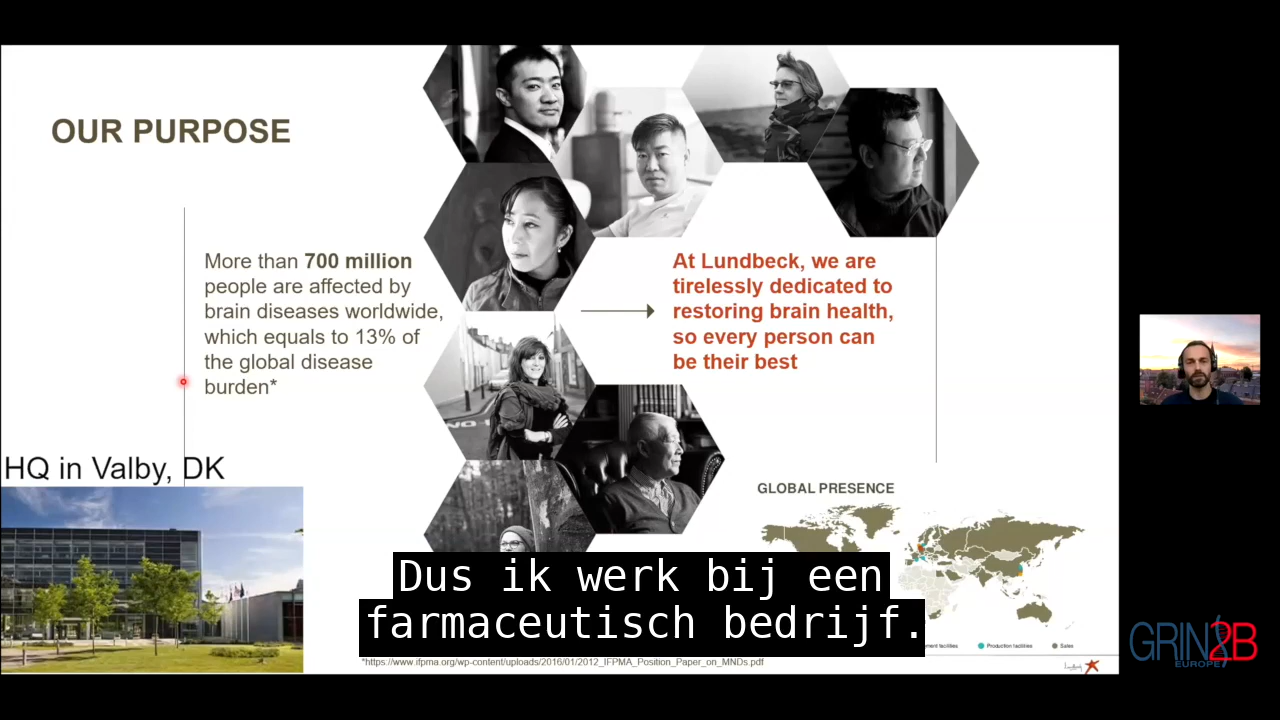 OUR PURPOSE
More than 700 million
people are affected by
brain diseases worldwide,
which equals to 13% of
the global disease
burden*
At Lundbeck, we are
tirelessly dedicated to
restoring brain health,
so every person can
be their best
HQ in Valby, DK
GLOBAL PRESENCE
Dus ik werk bij een
farmaceutisch bedrijf.
Production facilities
Sales
*https://www.ifpma.org/wp-content/uploads/2016/01/2012_IFPMA_Position_Paper_on_MNDs.pdf
Lundbeck
GRIN2B
EUROPE